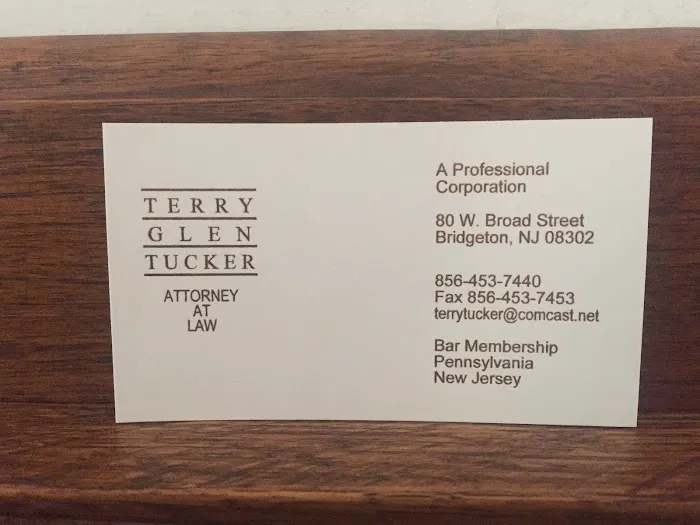 TERRY
GLEN
TUCKER
ATTORNEY
AT
LAW
A Professional
Corporation
80 W. Broad Street
Bridgeton, NJ 08302
856-453-7440
Fax 856-453-7453
terrytucker@comcast.net
Bar Membership
Pennsylvania
New Jersey